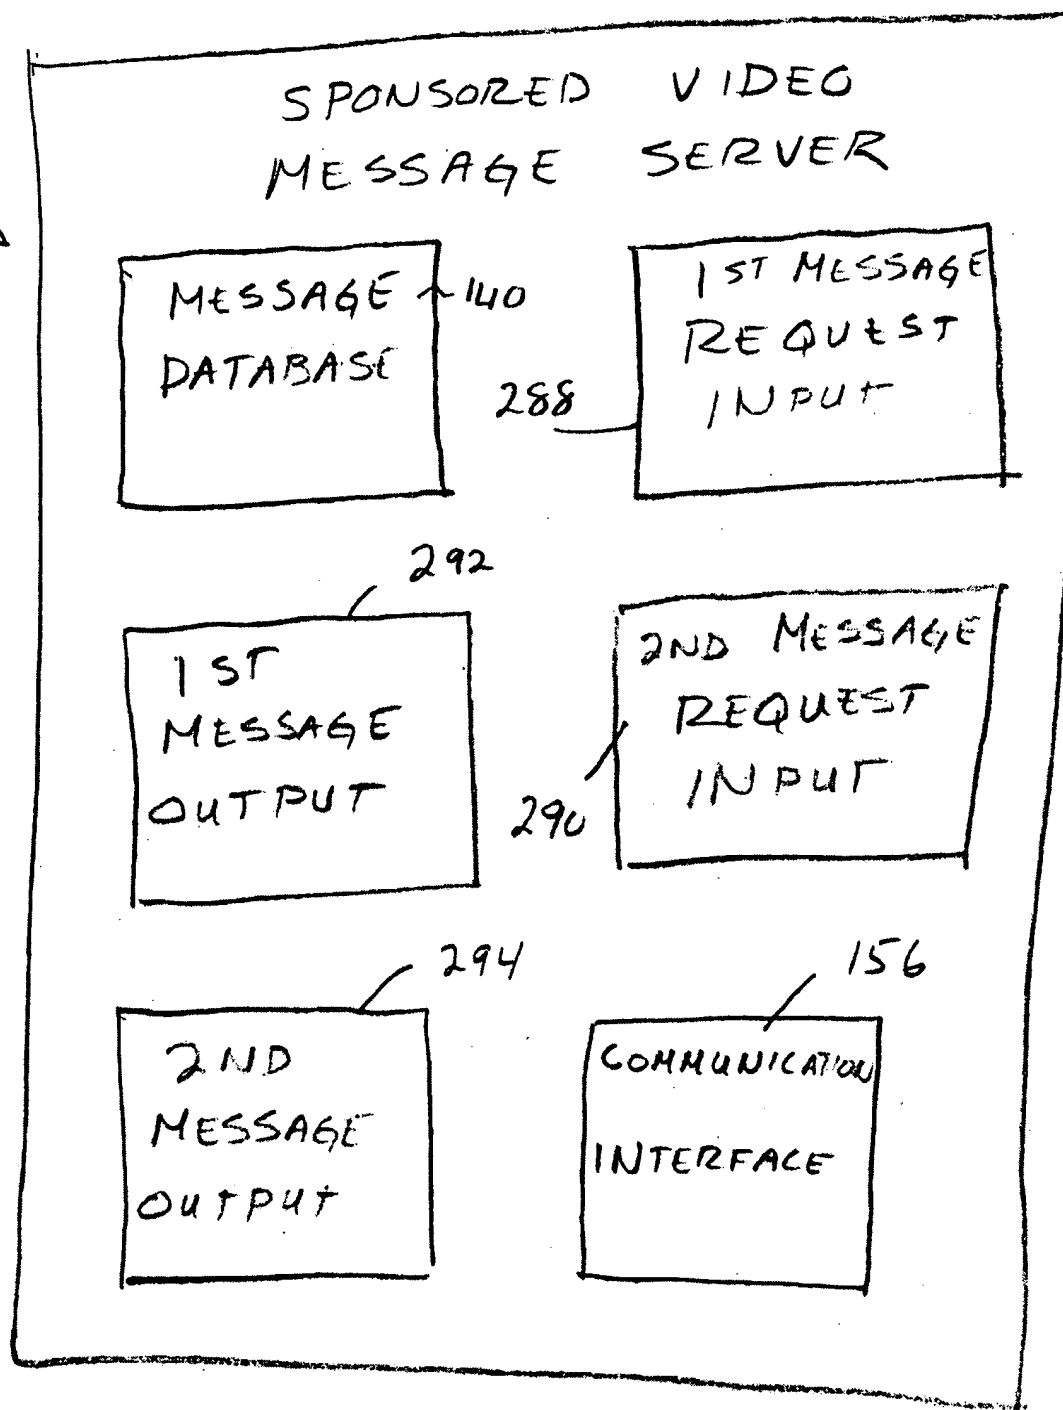 SPONSORED VIDEO
MESSAGE SERVER
MESSAGE
DATABASE
140
1ST MESSAGE
REQUEST
INPUT
288
292
1ST
MESSAGE
OUTPUT
2ND MESSAGE
REQUEST
INPUT
290
294
2ND
MESSAGE
OUTPUT
156
COMMUNICATION
INTERFACE